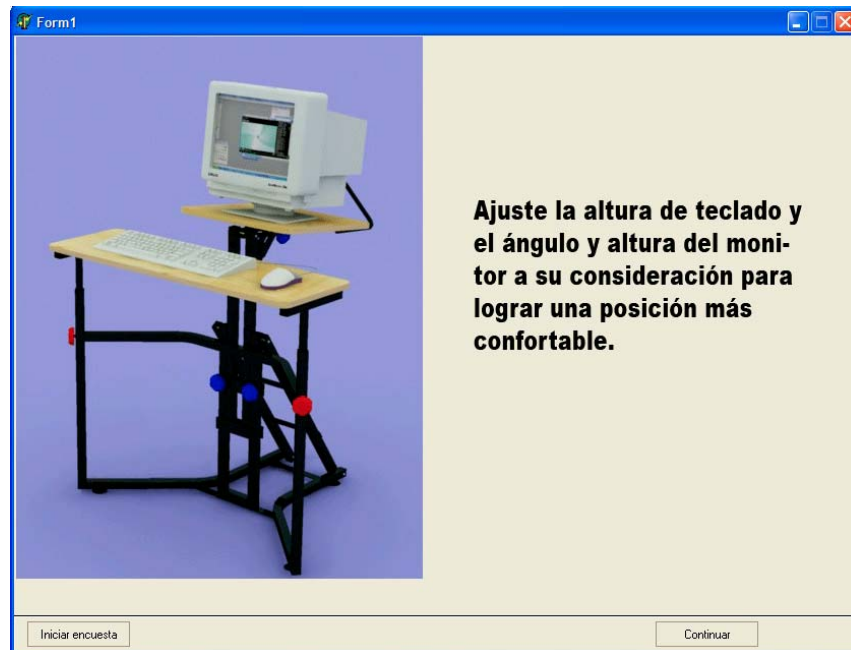 Form1
Ajuste la altura de teclado y
el ángulo y altura del moni-
tor a su consideración para
lograr una posición más
confortable.
Iniciar encuesta
Continuar